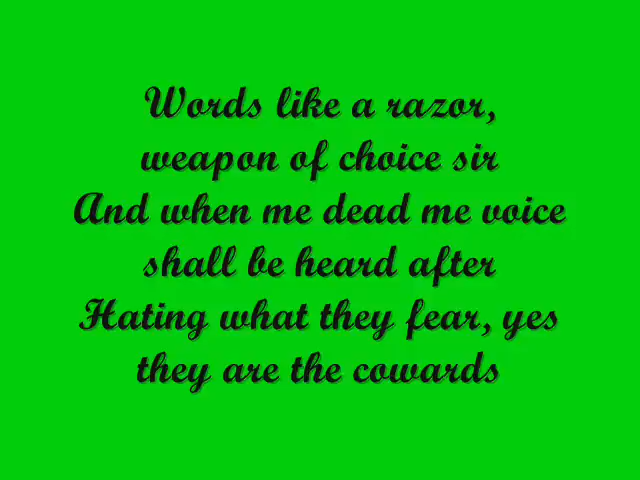 Words like a razor,
weapon of choice sir
And when me dead me voice
shall be heard after
Hating what they fear, yes
they are the cowards